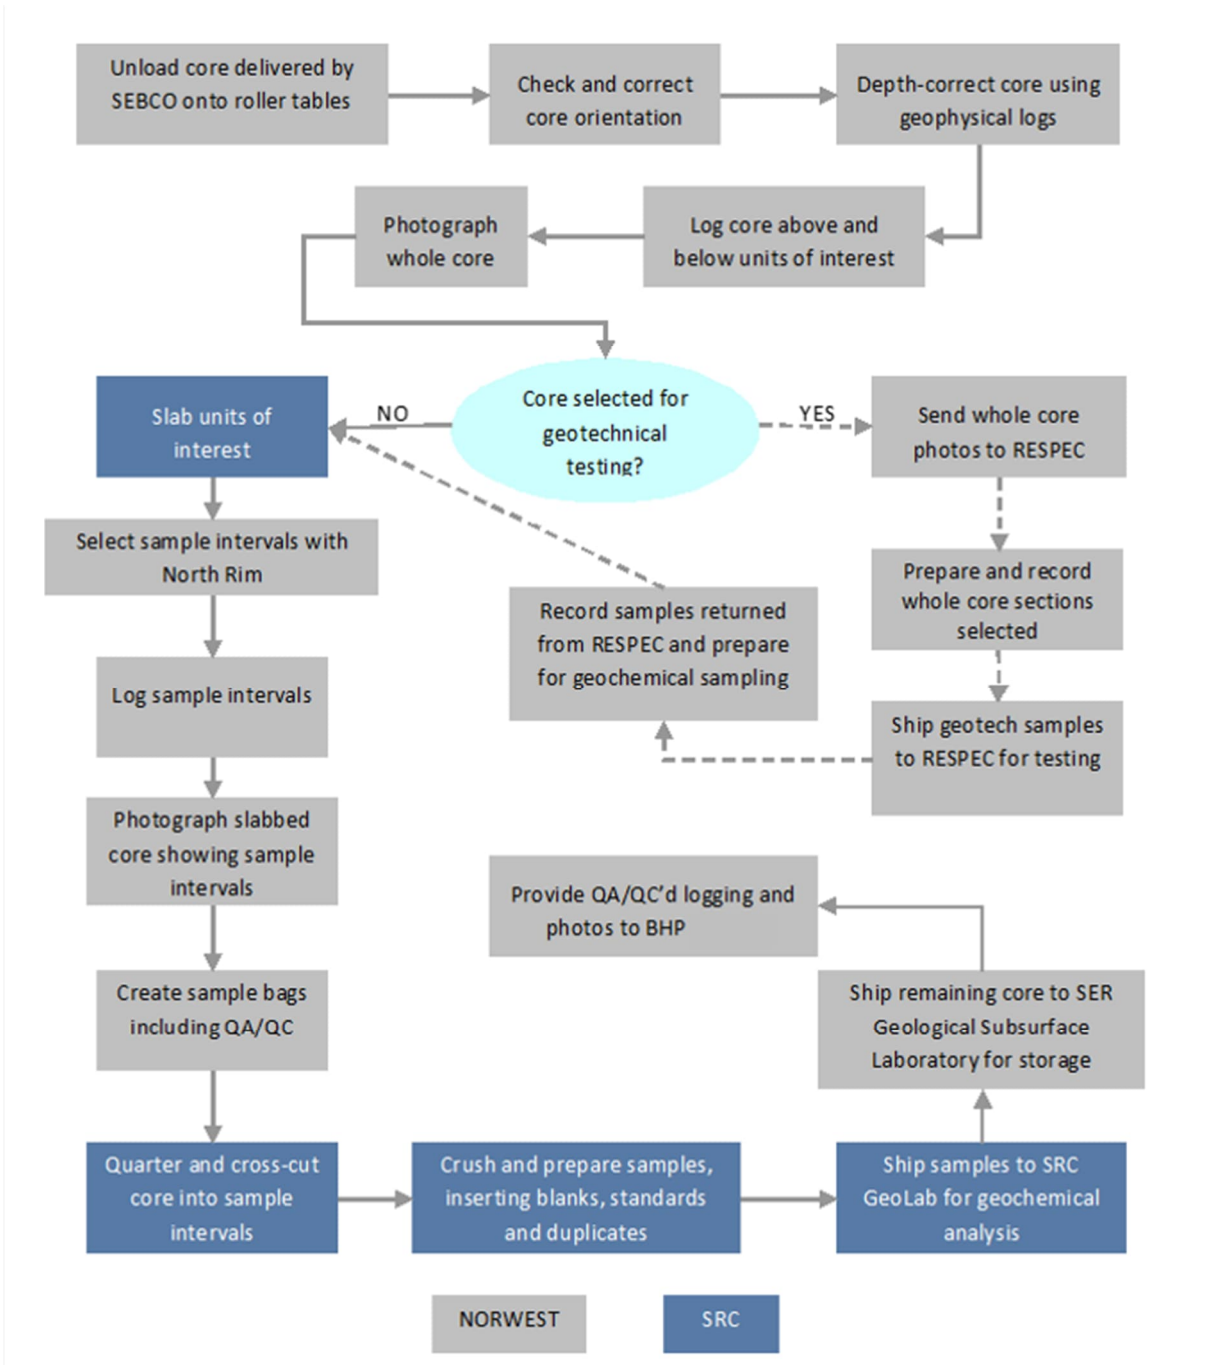 Unload core delivered by
SEBCO onto roller tables
Check and correct
core orientation
Depth-correct core using
geophysical logs
Log core above and
below units of interest
Photograph
whole core
Core selected for
geotechnical
testing?
NO
YES
Slab units of
interest
Send whole core
photos to RESPEC
Prepare and record
whole core sections
selected
Ship geotech samples
to RESPEC for testing
Record samples returned
from RESPEC and prepare
for geochemical sampling
Select sample intervals with
North Rim
Log sample intervals
Photograph slabbed
core showing sample
intervals
Create sample bags
including QA/QC
Quarter and cross-cut
core into sample
intervals
Crush and prepare samples,
inserting blanks, standards
and duplicates
Ship samples to SRC
GeoLab for geochemical
analysis
Ship remaining core to SER
Geological Subsurface
Laboratory for storage
Provide QA/QC’d logging and
photos to BHP
NORWEST
SRC